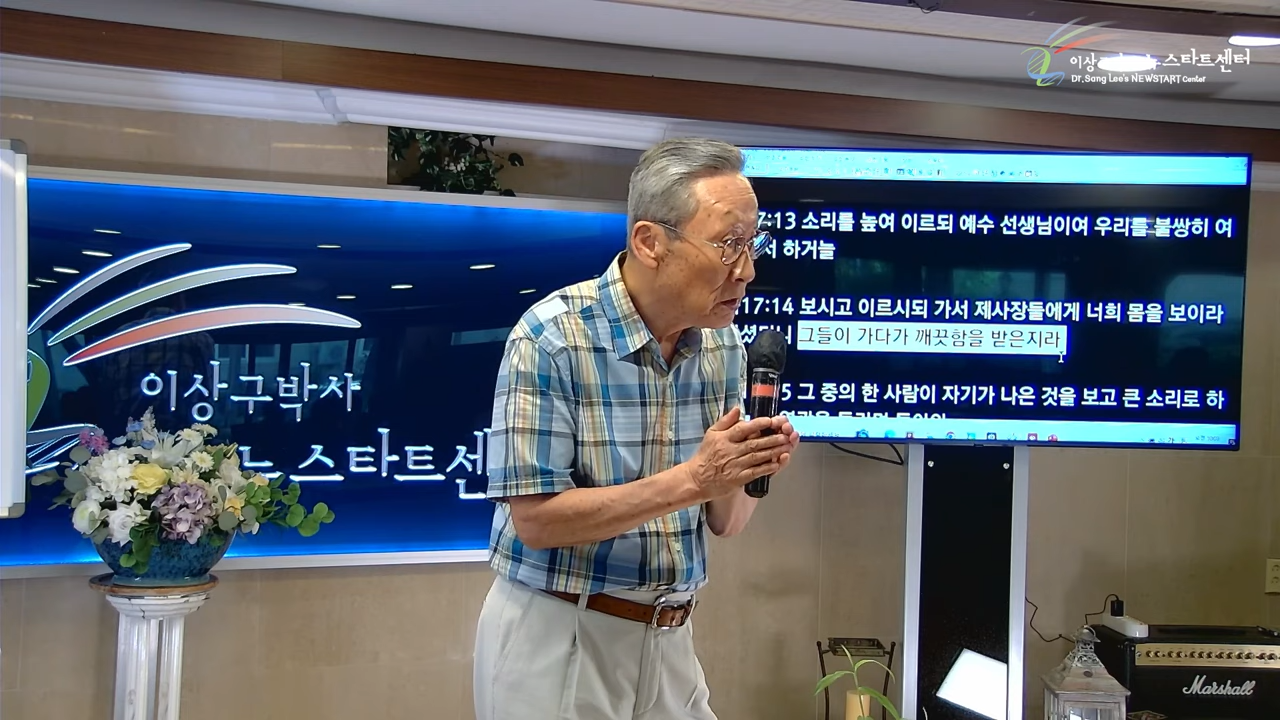 이상 스타트센터
Dr. Sang Lee's NEWSTART Center
7:13 소리를 높여 이르되 예수 선생님이여 우리를 불쌍히 여
서 하거늘
17:14 보시고 이르시되 가서 제사장들에게 너희 몸을 보이라
그들이 가다가 깨끗함을 받은지라
5 그 중의 한 사람이 자기가 나은 것을 보고 큰 소리로 하
이상구박사
뉴스타트센
Marshall